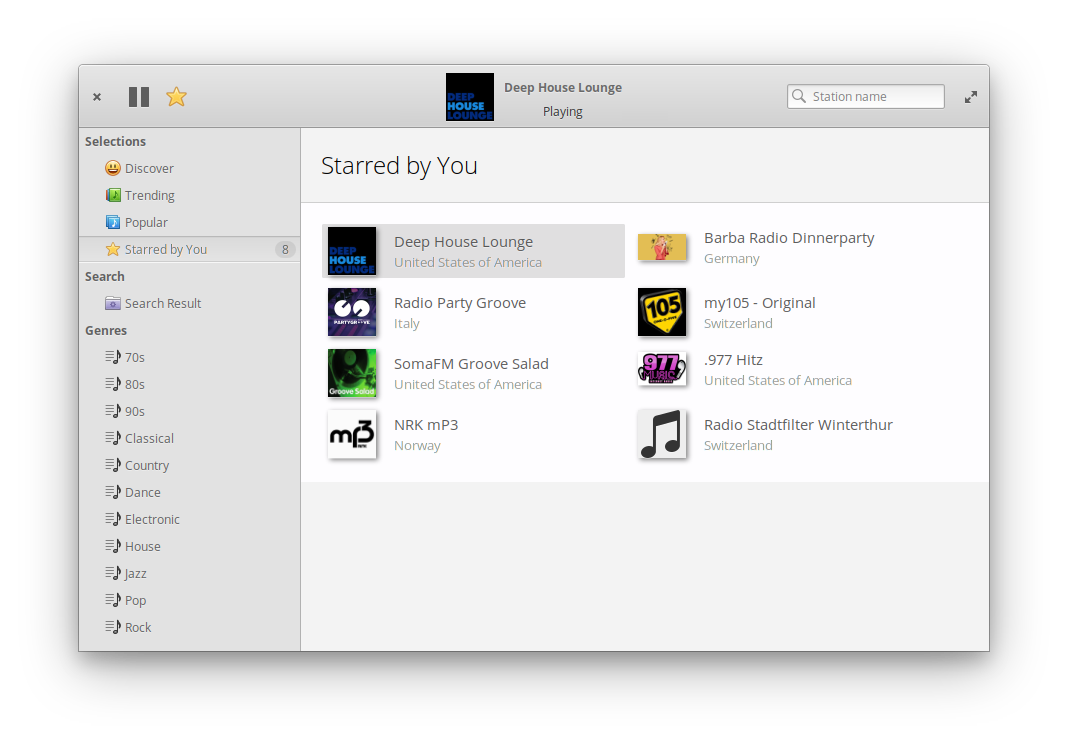 DEEP
HOUSE
LOUNGE
Deep House Lounge
Playing
Station name
Selections
Discover
Trending
Popular
Starred by You 8
Search
Search Result
Genres
70s
80s
90s
Classical
Country
Dance
Electronic
House
Jazz
Pop
Rock
Starred by You
DEEP
HOUSE
LOUNGE
Deep House Lounge
United States of America
Barba Radio Dinnerparty
Germany
PARTYGROOVE
Radio Party Groove
Italy
105
my105 - Original
Switzerland
Groove Salad
SomaFM Groove Salad
United States of America
977
MUSIC
.977 Hitz
United States of America
mp3
NRK mP3
Norway
Radio Stadtfilter Winterthur
Switzerland